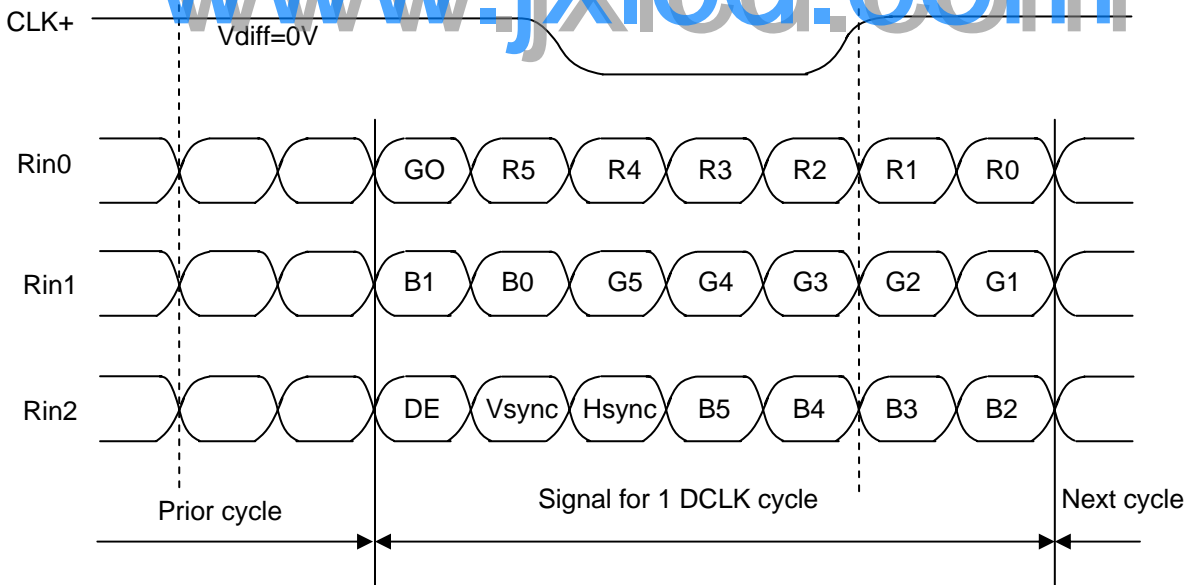 www.jxlcd.com
CLK+
Vdiff=0V
Rin0 GO R5 R4 R3 R2 R1 R0
Rin1 B1 B0 G5 G4 G3 G2 G1
Rin2 DE Vsync Hsync B5 B4 B3 B2
Prior cycle Signal for 1 DCLK cycle Next cycle